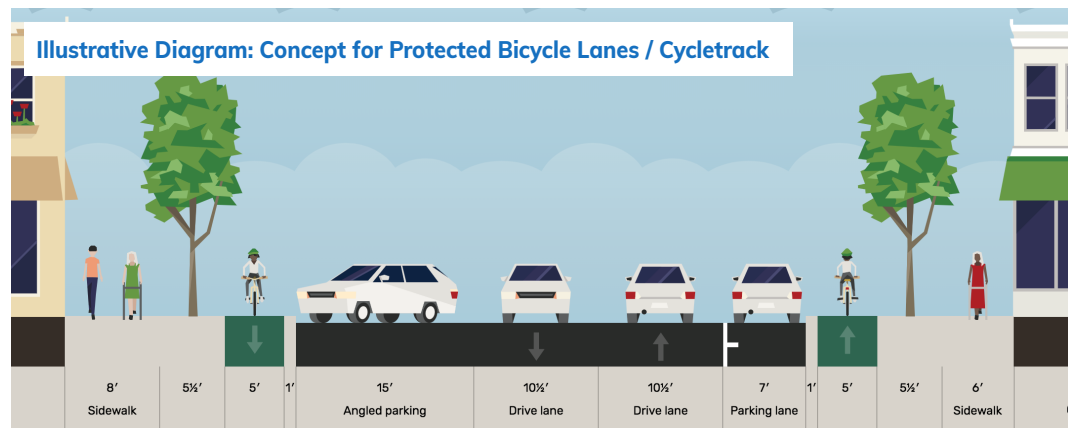 Illustrative Diagram: Concept for Protected Bicycle Lanes / Cycletrack
8’ 5½’ 5’ 1’ 15’ 10½’ 10½’ 7’ 1’ 5’ 5½’ 6’
Sidewalk Angled parking Drive lane Drive lane Parking lane Sidewalk